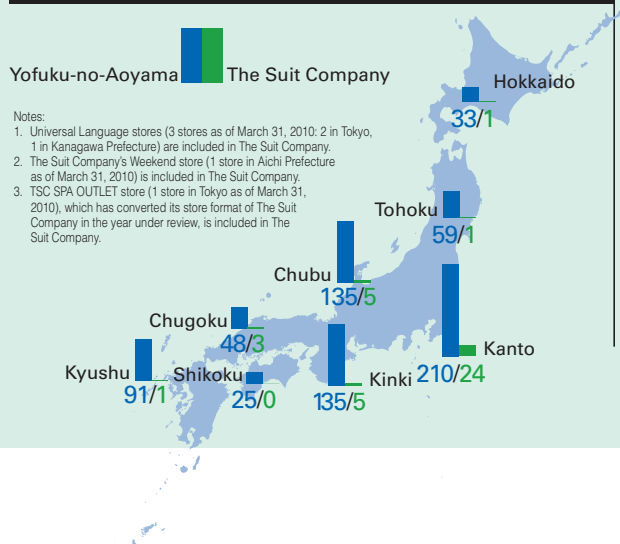 Yofuku-no-Aoyama The Suit Company
Notes:
1. Universal Language stores (3 stores as of March 31, 2010: 2 in Tokyo,
1 in Kanagawa Prefecture) are included in The Suit Company.
2. The Suit Company's Weekend store (1 store in Aichi Prefecture
as of March 31, 2010) is included in The Suit Company.
3. TSC SPA OUTLET store (1 store in Tokyo as of March 31,
2010), which has converted its store format of The Suit
Company in the year under review, is included in The
Suit Company.
Hokkaido
33/1
Tohoku
59/1
Chubu
135/5
Chugoku
48/3
Kanto
210/24
Kyushu
91/1
Shikoku
25/0
Kinki
135/5